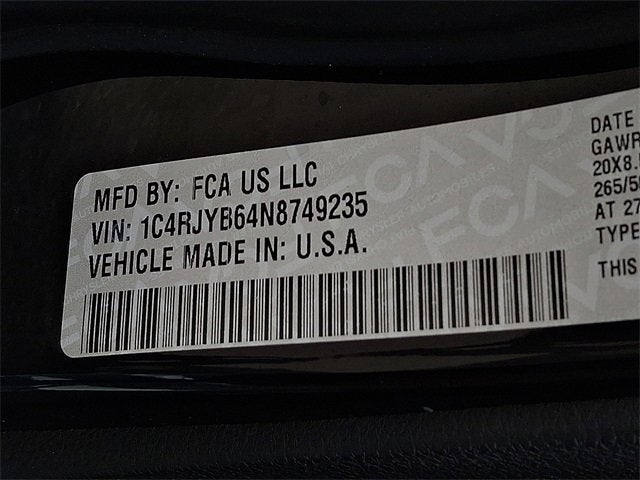 MFD BY: FCA US LLC
VIN: 1C4RJYB64N8749235
VEHICLE MADE IN: U.S.A.
DATE
GAWR
20X8.
265/5
AT 27
TYPE
THIS
FCA